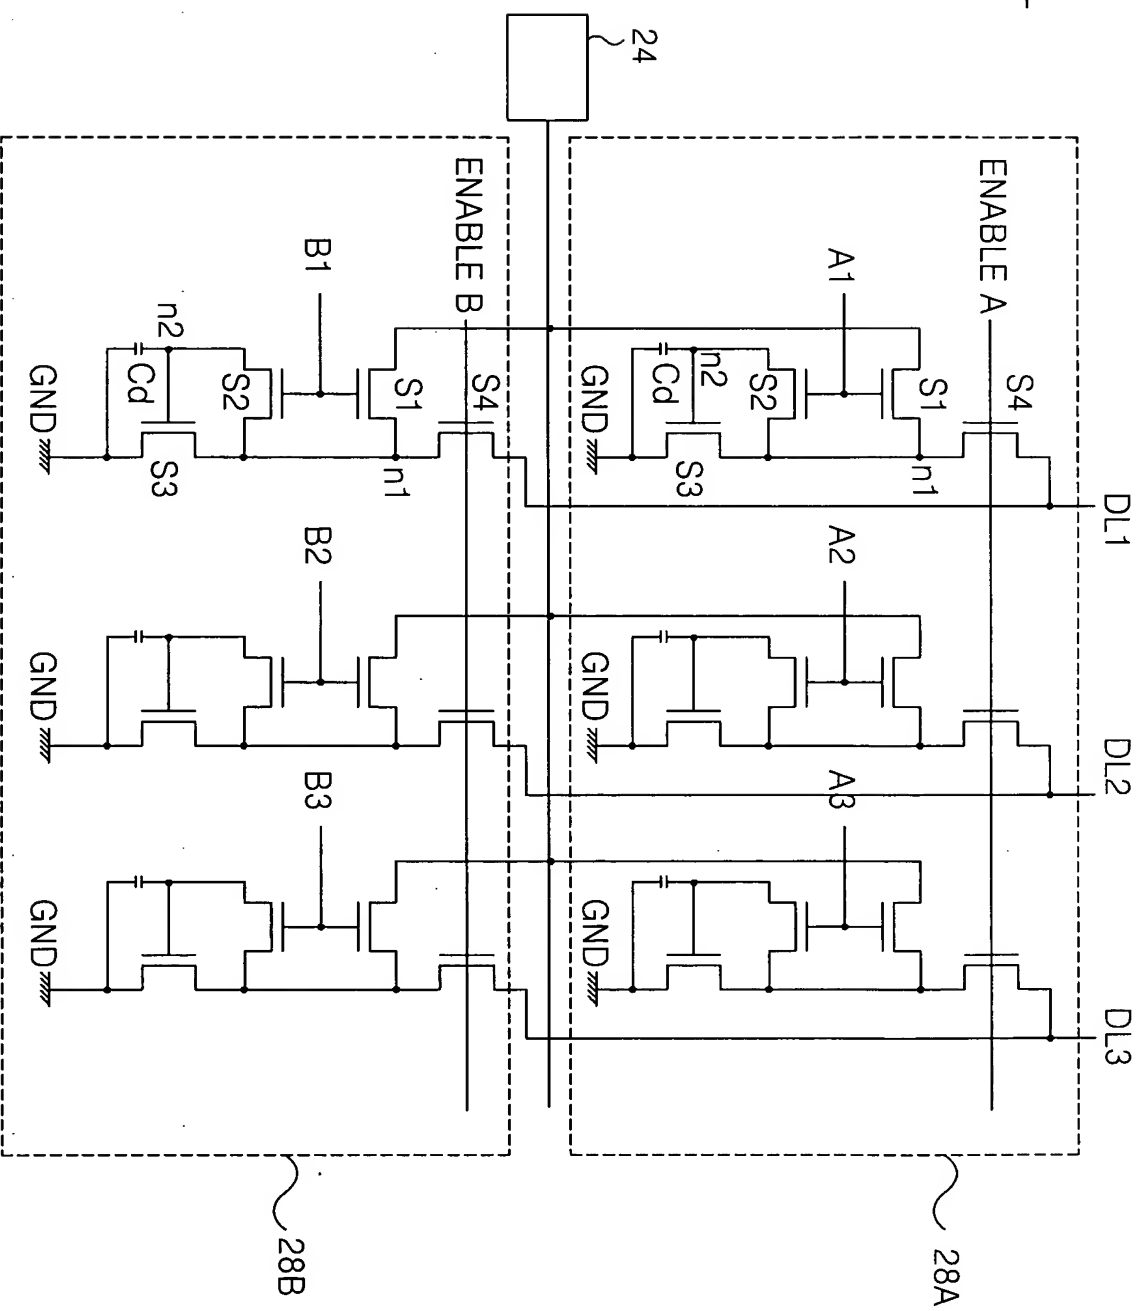 24
DL1
DL2
DL3
ENABLE A
A1
A2
A3
S4
S1
n1
S2
n2
Cd
S3
GND
GND
GND
28A
ENABLE B
B1
B2
B3
S4
S1
n1
S2
n2
Cd
S3
GND
GND
GND
28B